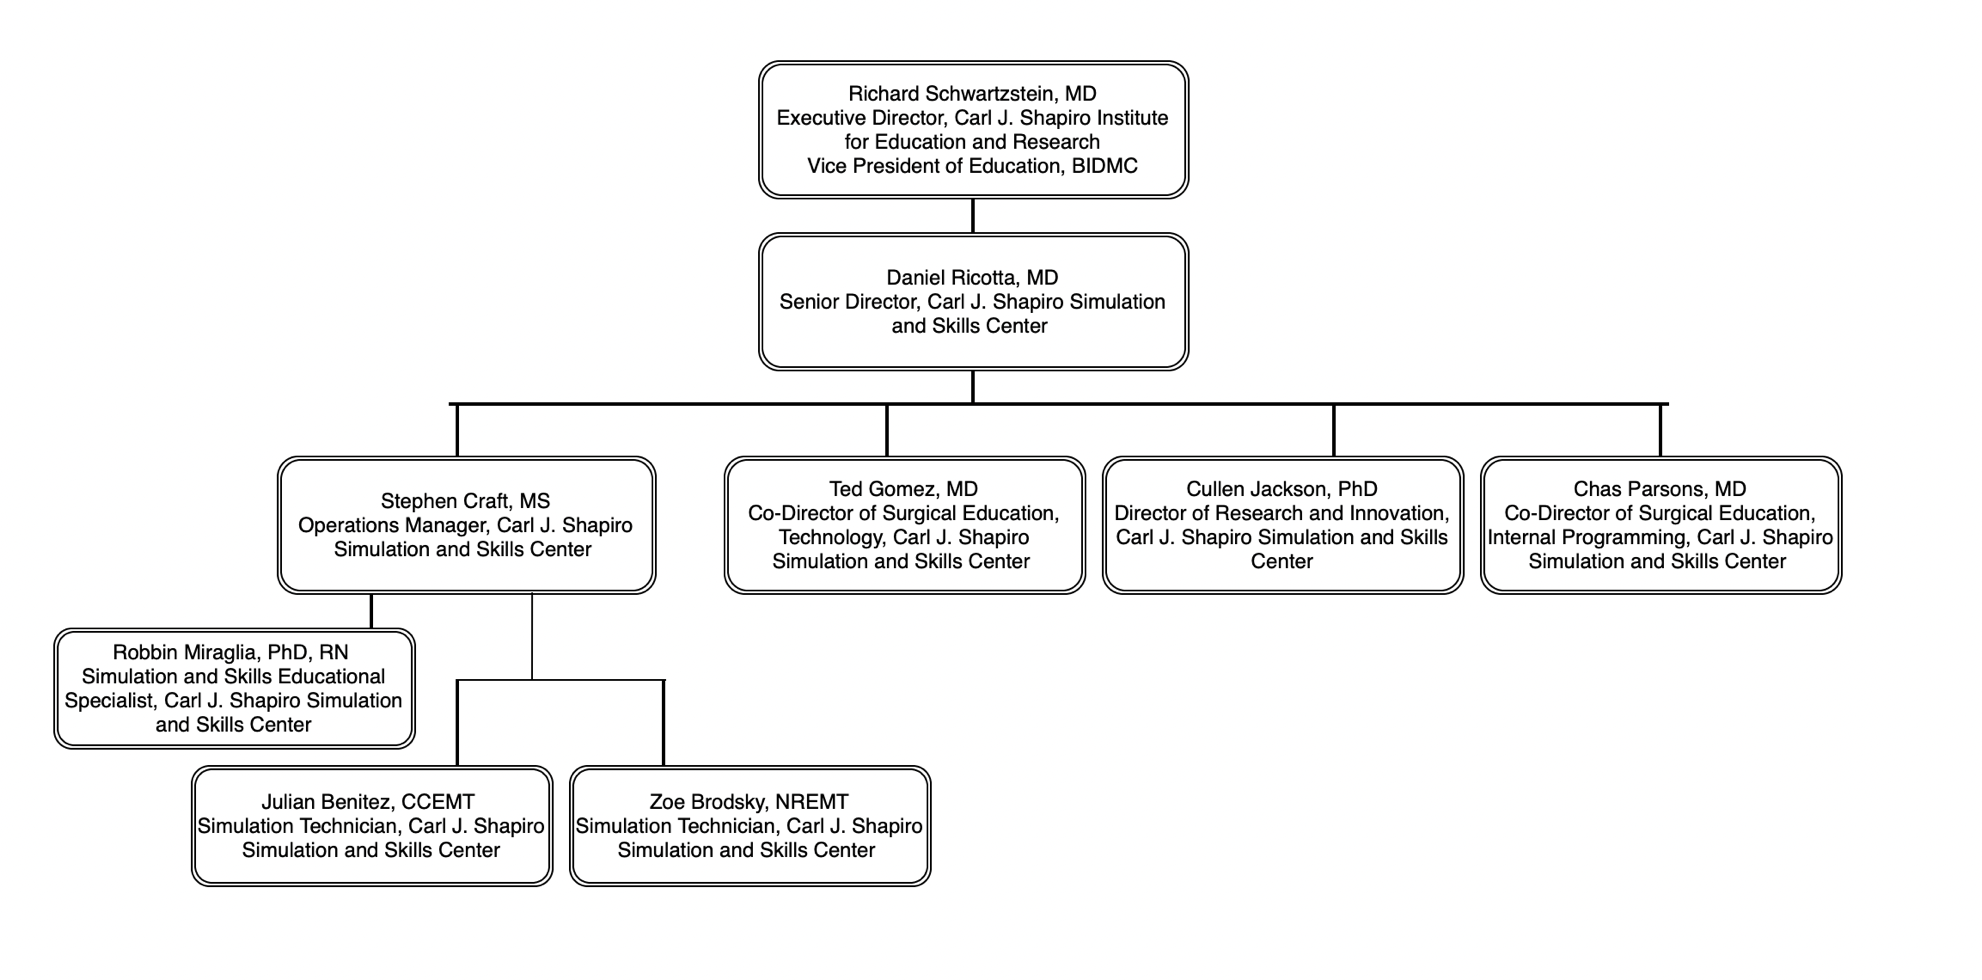 Richard Schwartzstein, MD
Executive Director, Carl J. Shapiro Institute
for Education and Research
Vice President of Education, BIDMC
Daniel Ricotta, MD
Senior Director, Carl J. Shapiro Simulation
and Skills Center
Stephen Craft, MS
Operations Manager, Carl J. Shapiro
Simulation and Skills Center
Ted Gomez, MD
Co-Director of Surgical Education,
Technology, Carl J. Shapiro
Simulation and Skills Center
Cullen Jackson, PhD
Director of Research and Innovation,
Carl J. Shapiro Simulation and Skills
Center
Chas Parsons, MD
Co-Director of Surgical Education,
Internal Programming, Carl J. Shapiro
Simulation and Skills Center
Robbin Miraglia, PhD, RN
Simulation and Skills Educational
Specialist, Carl J. Shapiro Simulation
and Skills Center
Julian Benitez, CCEMT
Simulation Technician, Carl J. Shapiro
Simulation and Skills Center
Zoe Brodsky, NREMT
Simulation Technician, Carl J. Shapiro
Simulation and Skills Center